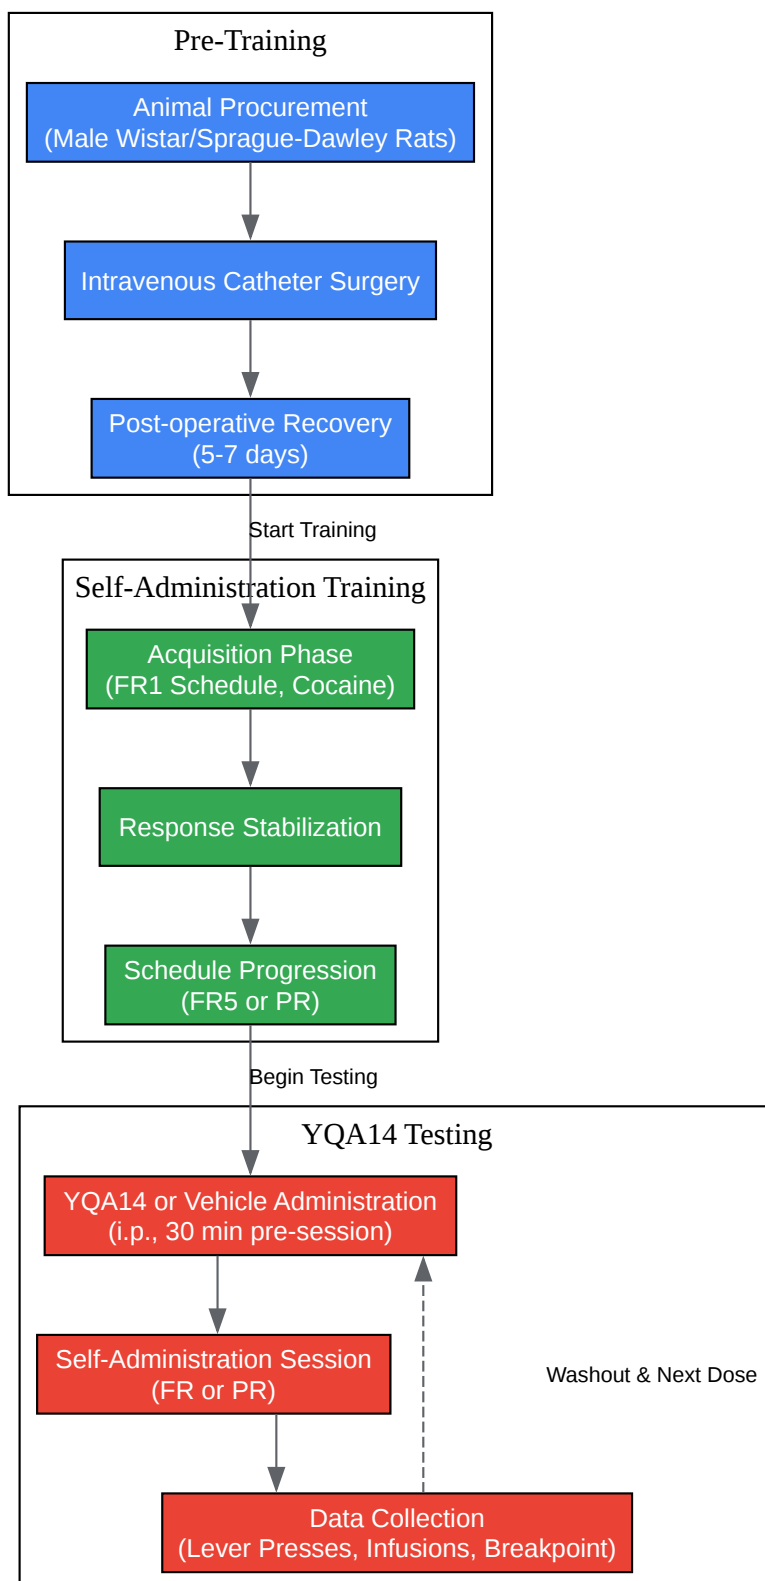 Pre-Training
Animal Procurement
(Male Wistar/Sprague-Dawley Rats)
Intravenous Catheter Surgery
Post-operative Recovery
(5-7 days)
Start Training
Self-Administration Training
Acquisition Phase
(FR1 Schedule, Cocaine)
Response Stabilization
Schedule Progression
(FR5 or PR)
Begin Testing
YQA14 Testing
YQA14 or Vehicle Administration
(i.p., 30 min pre-session)
Self-Administration Session
(FR or PR)
Washout & Next Dose
Data Collection
(Lever Presses, Infusions, Breakpoint)